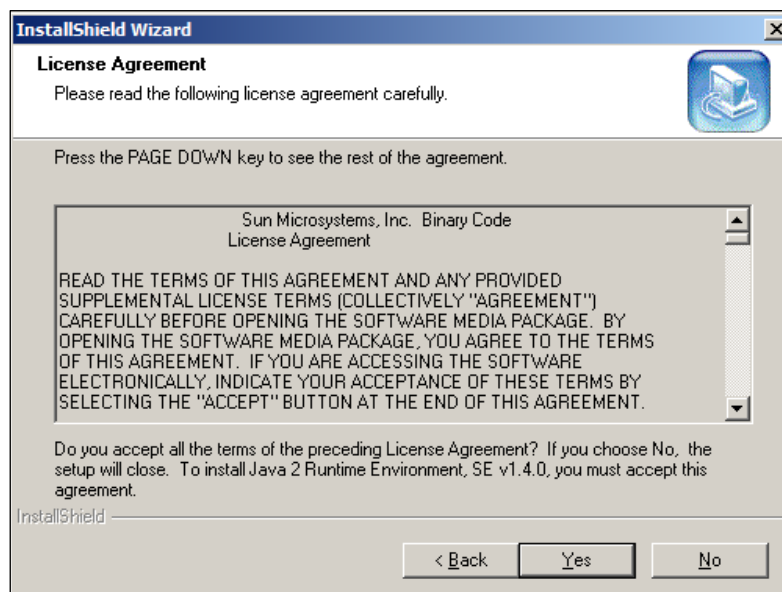 InstallShield Wizard
License Agreement
Please read the following license agreement carefully.
Press the PAGE DOWN key to see the rest of the agreement.
Sun Microsystems, Inc.  Binary Code
License Agreement
READ THE TERMS OF THIS AGREEMENT AND ANY PROVIDED
SUPPLEMENTAL LICENSE TERMS (COLLECTIVELY "AGREEMENT")
CAREFULLY BEFORE OPENING THE SOFTWARE MEDIA PACKAGE.  BY
OPENING THE SOFTWARE MEDIA PACKAGE, YOU AGREE TO THE TERMS
OF THIS AGREEMENT.  IF YOU ARE ACCESSING THE SOFTWARE
ELECTRONICALLY, INDICATE YOUR ACCEPTANCE OF THESE TERMS BY
SELECTING THE "ACCEPT" BUTTON AT THE END OF THIS AGREEMENT.
Do you accept all the terms of the preceding License Agreement?  If you choose No,  the
setup will close.  To install Java 2 Runtime Environment, SE v1.4.0, you must accept this
agreement.
InstallShield
< Back
Yes
No